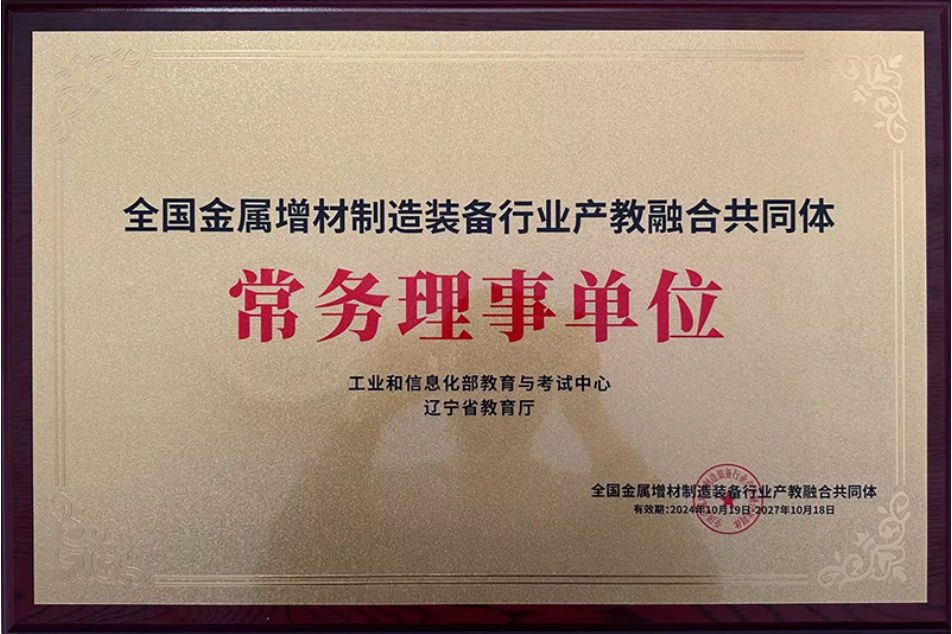 全国金属增材制造装备行业产教融合共同体
常务理事单位
工业和信息化部教育与考试中心
辽宁省教育厅
全国金属增材制造装备行业产教融合共同体
有效期:2024年10月19日-2027年10月18日